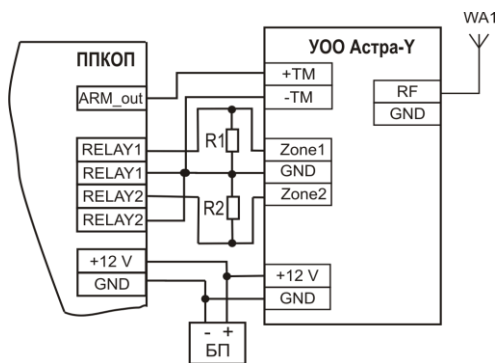 WA1
ППКОП
УОО Астра-Y
ARM_out
+TM
-TM
RF
GND
RELAY1
RELAY1
RELAY2
RELAY2
R1
R2
Zone1
GND
Zone2
+12 V
GND
+12 V
GND
- +
БП